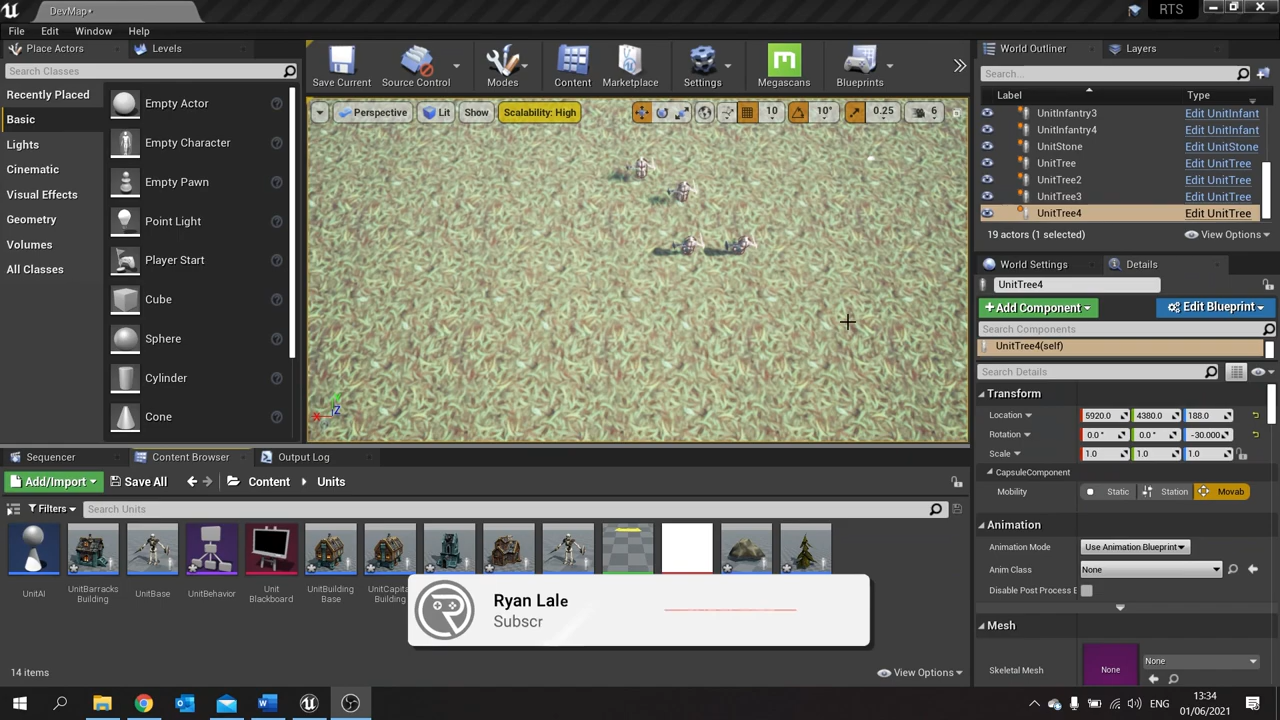 DevMap*
RTS
File Edit Window Help
Place Actors Levels
Search Classes
Recently Placed
Basic
Lights
Cinematic
Visual Effects
Geometry
Volumes
All Classes
Empty Actor
Empty Character
Empty Pawn
Point Light
Player Start
Cube
Sphere
Cylinder
Cone
Save Current Source Control Modes Content Marketplace Settings Megascans Blueprints
Perspective Lit Show Scalability: High 10 10° 0.25 6
World Outliner Layers
Search...
Label Type
UnitInfantry3 Edit UnitInfant
UnitInfantry4 Edit UnitInfant
UnitStone Edit UnitStone
UnitTree Edit UnitTree
UnitTree2 Edit UnitTree
UnitTree3 Edit UnitTree
UnitTree4 Edit UnitTree
19 actors (1 selected) View Options
World Settings Details
UnitTree4
+Add Component Edit Blueprint
Search Components
UnitTree4(self)
Search Details
Transform
Location 5920.0 4380.0 188.0
Rotation 0.0° 0.0° -30.000
Scale 1.0 1.0 1.0
CapsuleComponent
Mobility Static Station Movab
Animation
Animation Mode Use Animation Blueprint
Anim Class None
Disable Post Process E
Mesh
Skeletal Mesh None None
Sequencer Content Browser Output Log
Add/Import Save All Content Units
Filters Search Units
UnitAI
UnitBarracks
Building
UnitBase
UnitBehavior
Unit
Blackboard
UnitBuilding
Base
UnitCapita
Building
Ryan Lale
Subscr
14 items View Options
Z
ENG
13:34
01/06/2021